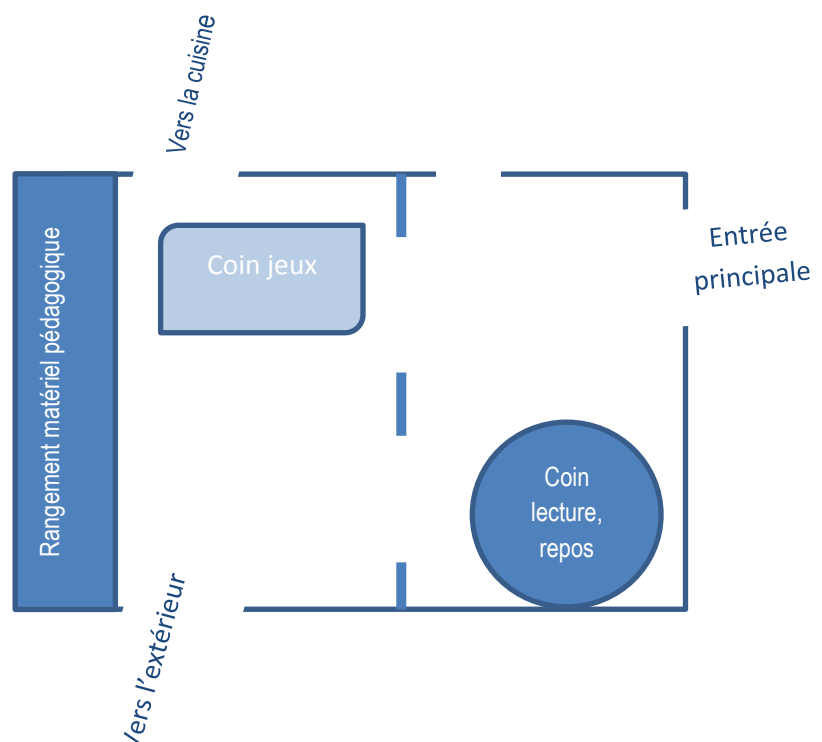 Vers la cuisine
Rangement matériel pédagogique
Coin jeux
Entrée
principale
Coin
lecture,
repos
Vers l'extérieur